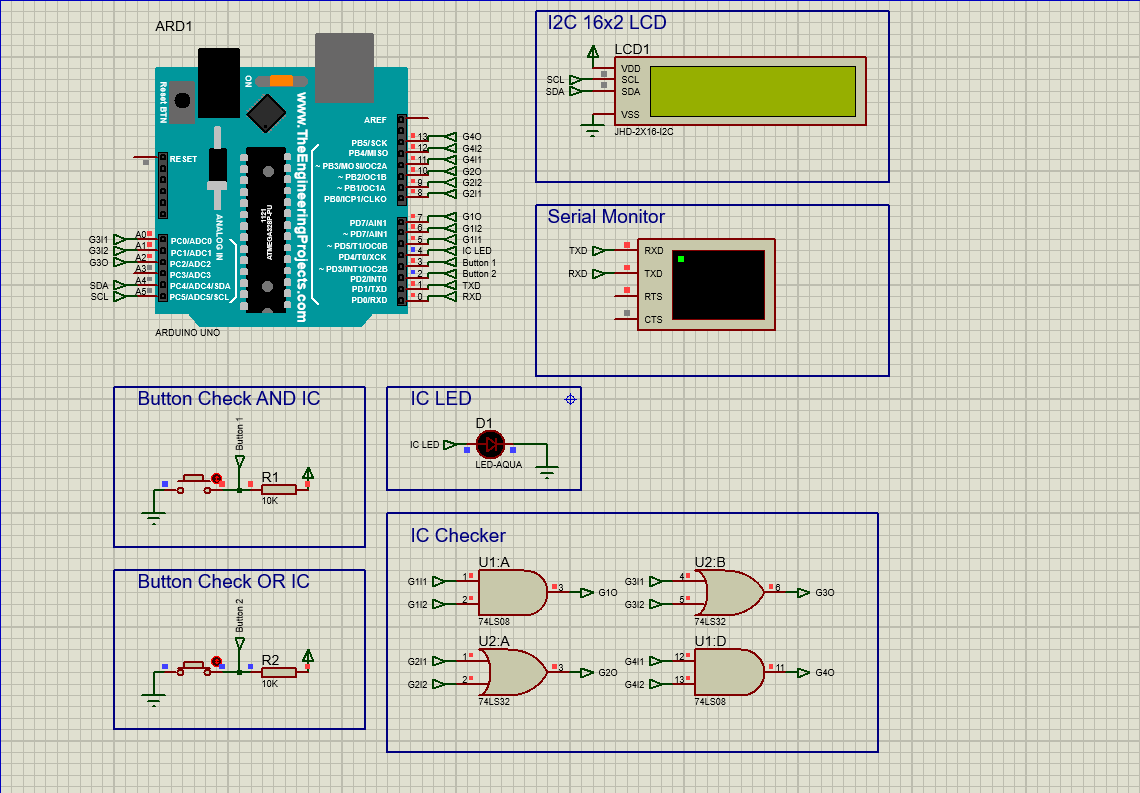 ARD1
Reset BTN
ON
www.TheEngineeringProjects.com
1121
ATMEGA328P-PU
ANALOG IN
RESET
AREF
PB5/SCK
PB4/MISO
~ PB3/MOSI/OC2A
~ PB2/OC1B
~ PB1/OC1A
PB0/ICP1/CLKO
PD7/AIN1
~ PD7/AIN1
~ PD5/T1/OC0B
PD4/T0/XCK
~ PD3/INT1/OC2B
PD2/INT0
PD1/TXD
PD0/RXD
PC0/ADC0
PC1/ADC1
PC2/ADC2
PC3/ADC3
PC4/ADC4/SDA
PC5/ADC5/SCL
G3I1 A0
G3I2 A1
G3O A2
A3
SDA A4
SCL A5
13 G4O
12 G4I2
11 G4I1
10 G2O
9 G2I2
8 G2I1
7 G1O
6 G1I2
5 G1I1
4 IC LED
3 Button 1
2 Button 2
1 TXD
0 RXD
ARDUINO UNO
I2C 16x2 LCD
LCD1
VDD
SCL SCL
SDA SDA
VSS
JHD-2X16-I2C
Serial Monitor
TXD RXD
RXD TXD
RTS
CTS
Button Check AND IC
Button 1
R1
10K
IC LED
D1
IC LED
LED-AQUA
Button Check OR IC
Button 2
R2
10K
IC Checker
U1:A
G1I1 1
G1I2 2
3 G1O
74LS08
U2:B
G3I1 4
G3I2 5
6 G3O
74LS32
U2:A
G2I1 1
G2I2 2
3 G2O
74LS32
U1:D
G4I1 12
G4I2 13
11 G4O
74LS08